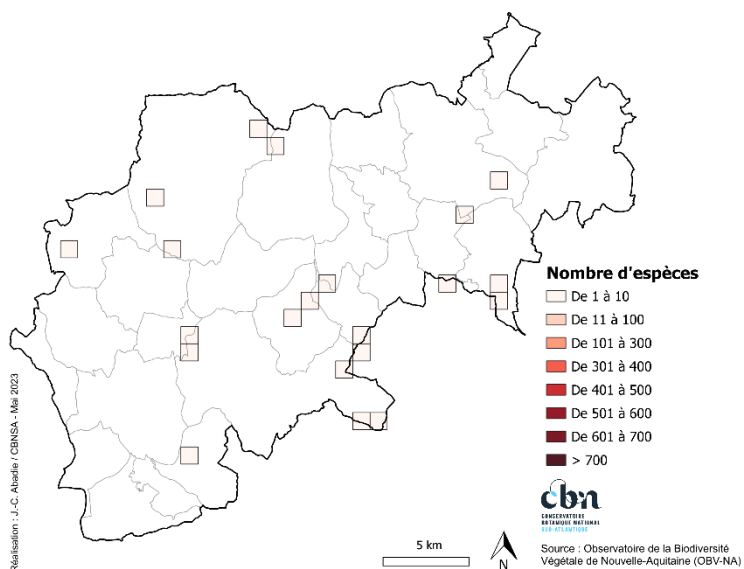 Nombre d'espèces
De 1 à 10
De 11 à 100
De 101 à 300
De 301 à 400
De 401 à 500
De 501 à 600
De 601 à 700
> 700
cbn
CONSERVATOIRE
BOTANIQUE NATIONAL
SUD-ATLANTIQUE
5 km
N
Source : Observatoire de la Biodiversité
Végétale de Nouvelle-Aquitaine (OBV-NA)
Réalisation : J.-C. Abadie / CBNSA - Mai 2023